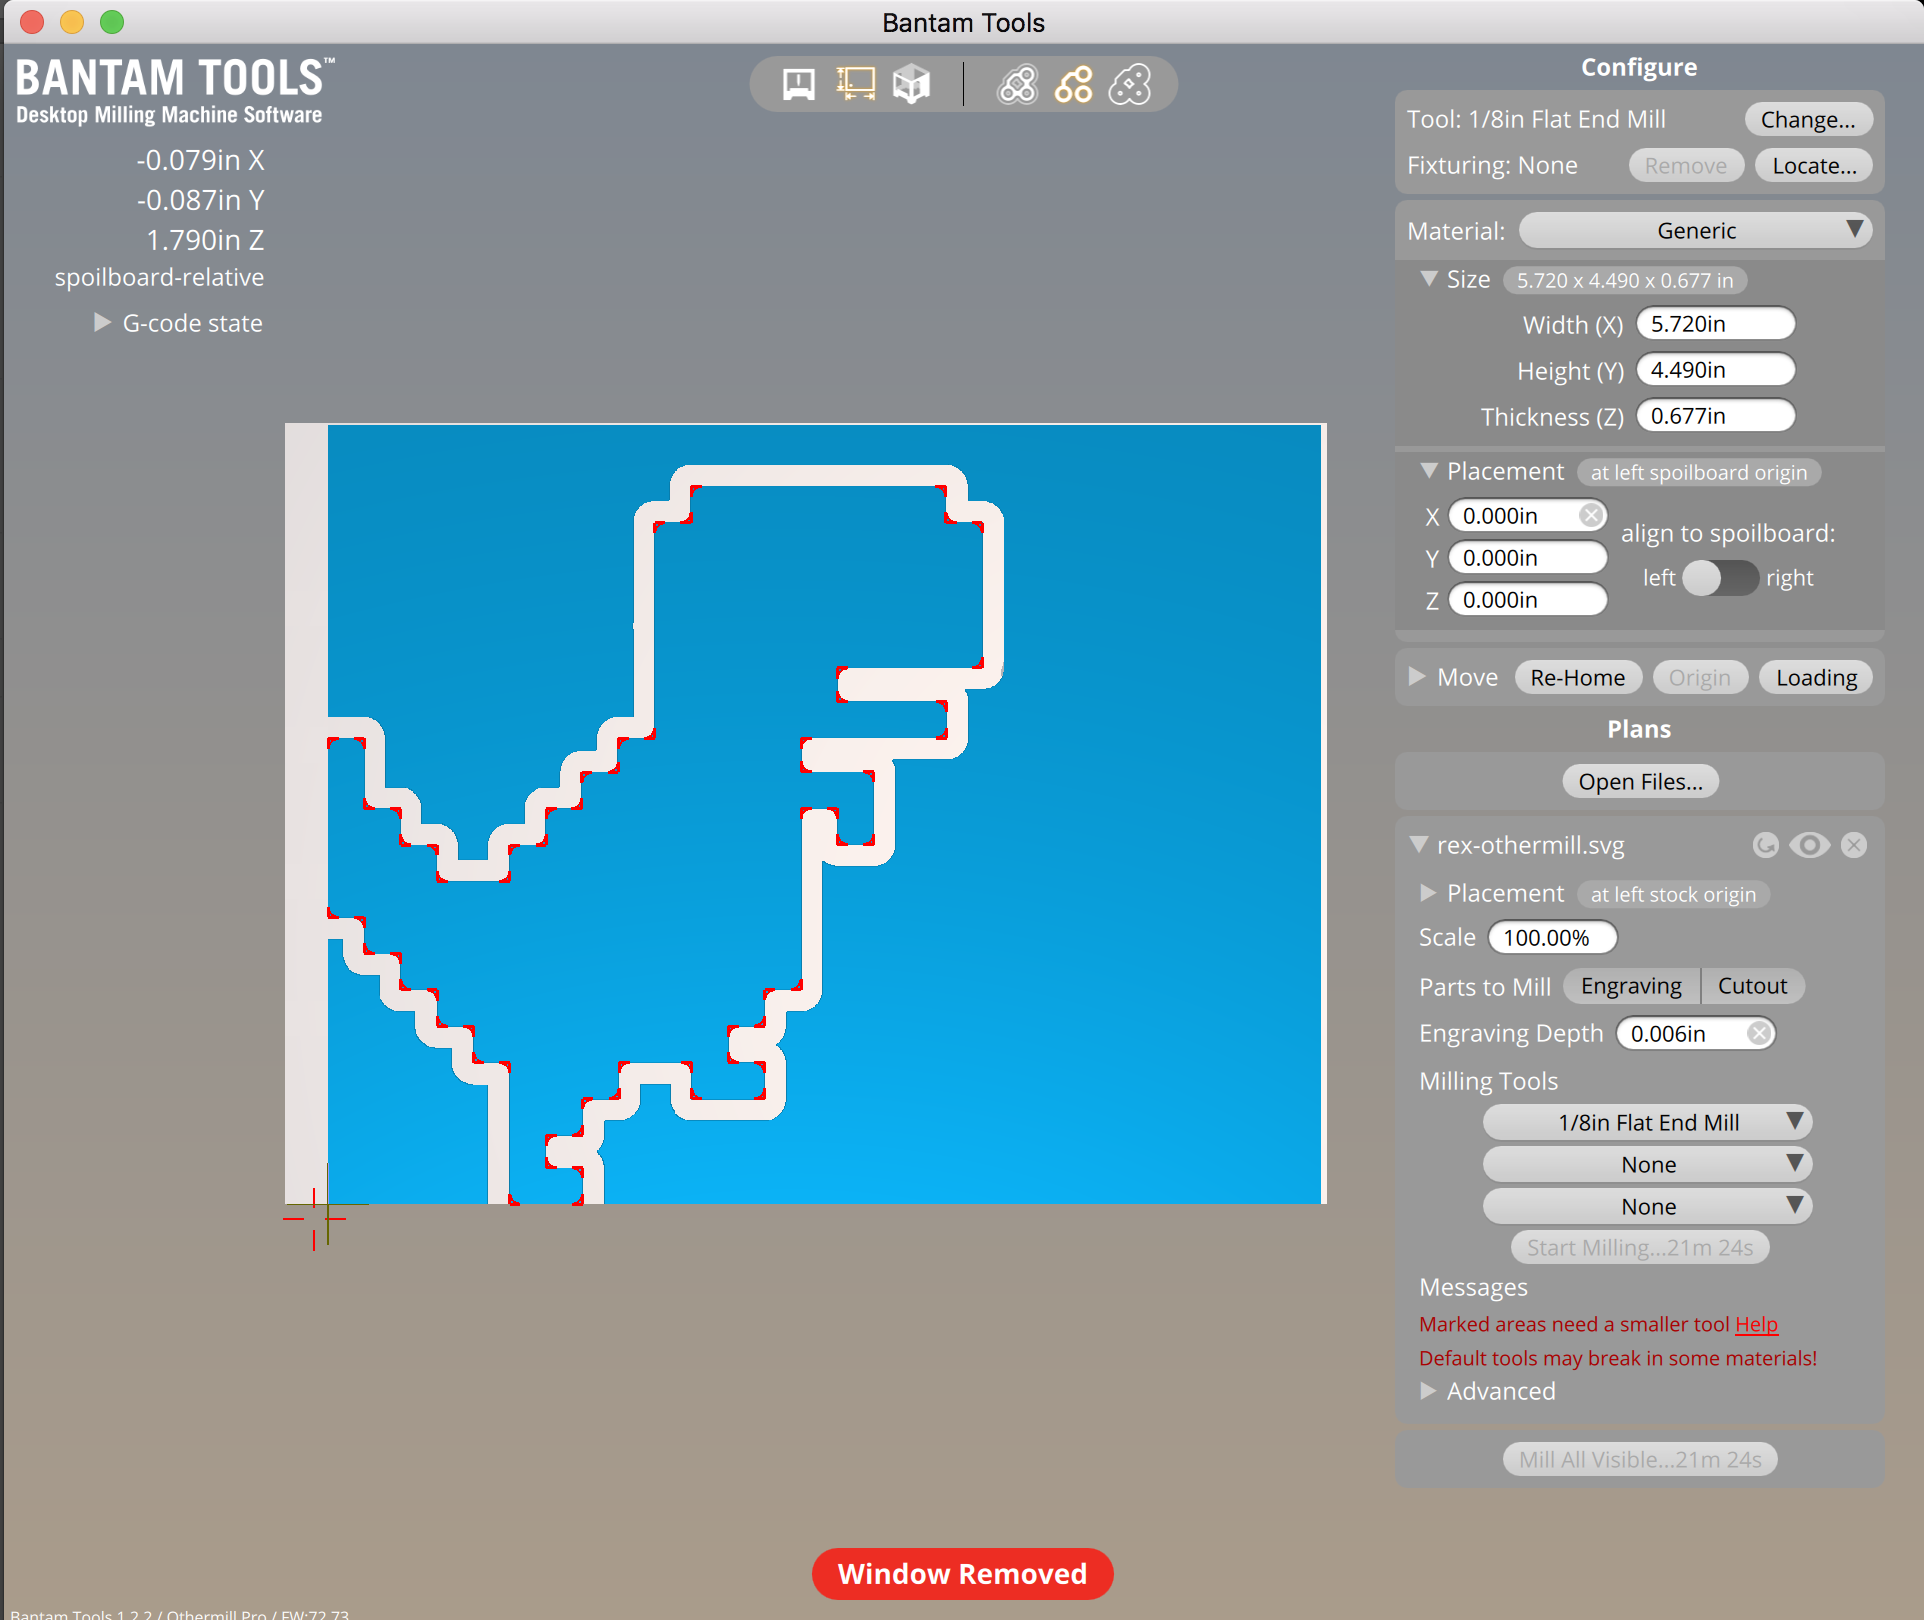 Bantam Tools
BANTAM TOOLS™
Desktop Milling Machine Software
-0.079in X
-0.087in Y
1.790in Z
spoilboard-relative
G-code state
Configure
Tool: 1/8in Flat End Mill Change...
Fixturing: None Remove Locate...
Material: Generic
Size 5.720 x 4.490 x 0.677 in
Width (X) 5.720in
Height (Y) 4.490in
Thickness (Z) 0.677in
Placement at left spoilboard origin
X 0.000in
align to spoilboard:
Y 0.000in
left right
Z 0.000in
Move Re-Home Origin Loading
Plans
Open Files...
rex-othermill.svg
Placement at left stock origin
Scale 100.00%
Parts to Mill Engraving Cutout
Engraving Depth 0.006in
Milling Tools
1/8in Flat End Mill
None
None
Start Milling...21m 24s
Messages
Marked areas need a smaller tool Help
Default tools may break in some materials!
Advanced
Mill All Visible...21m 24s
Window Removed
Bantam Tools 1.2.2 / Othermill Pro / FW:72.73